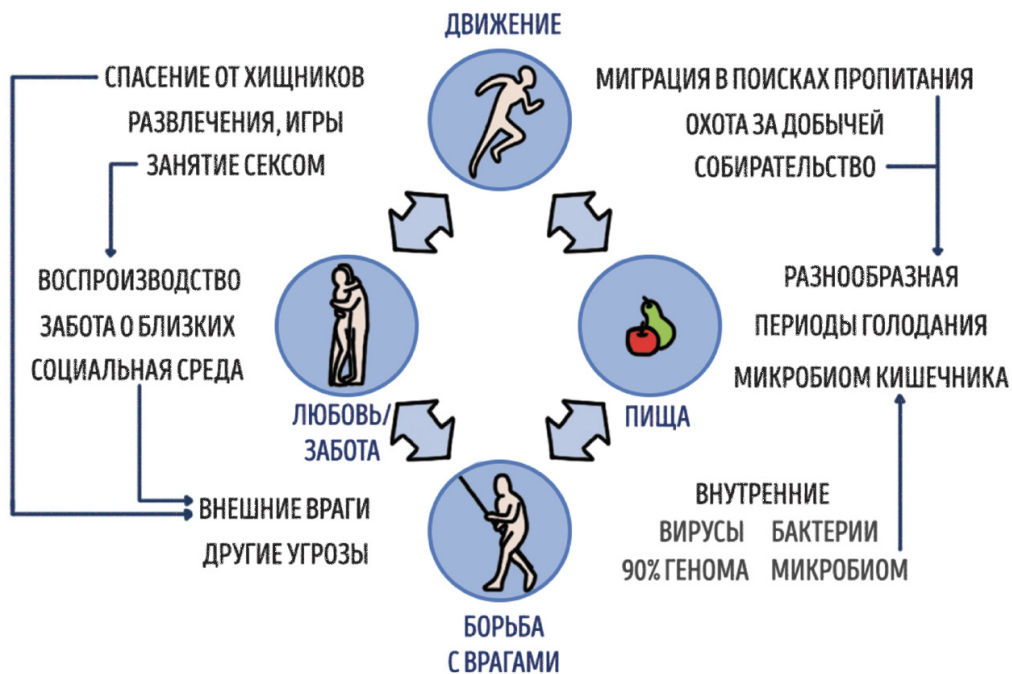 ДВИЖЕНИЕ
СПАСЕНИЕ ОТ ХИЩНИКОВ
РАЗВЛЕЧЕНИЯ, ИГРЫ
ЗАНЯТИЕ СЕКСОМ
МИГРАЦИЯ В ПОИСКАХ ПРОПИТАНИЯ
ОХОТА ЗА ДОБЫЧЕЙ
СОБИРАТЕЛЬСТВО
ВОСПРОИЗВОДСТВО
ЗАБОТА О БЛИЗКИХ
СОЦИАЛЬНАЯ СРЕДА
ЛЮБОВЬ/
ЗАБОТА
ПИЩА
РАЗНООБРАЗНАЯ
ПЕРИОДЫ ГОЛОДАНИЯ
МИКРОБИОМ КИШЕЧНИКА
ВНЕШНИЕ ВРАГИ
ДРУГИЕ УГРОЗЫ
ВНУТРЕННИЕ
ВИРУСЫ БАКТЕРИИ
90% ГЕНОМА МИКРОБИОМ
БОРЬБА
С ВРАГАМИ